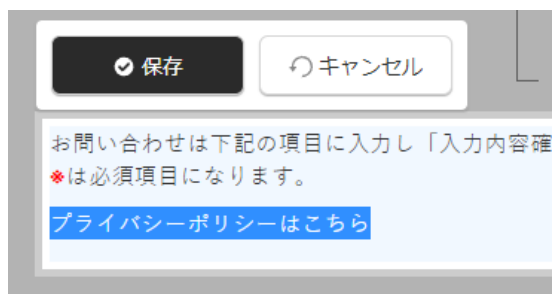 保存
キャンセル
お問い合わせは下記の項目に入力し「入力内容確
※は必須項目になります。
プライバシーポリシーはこちら